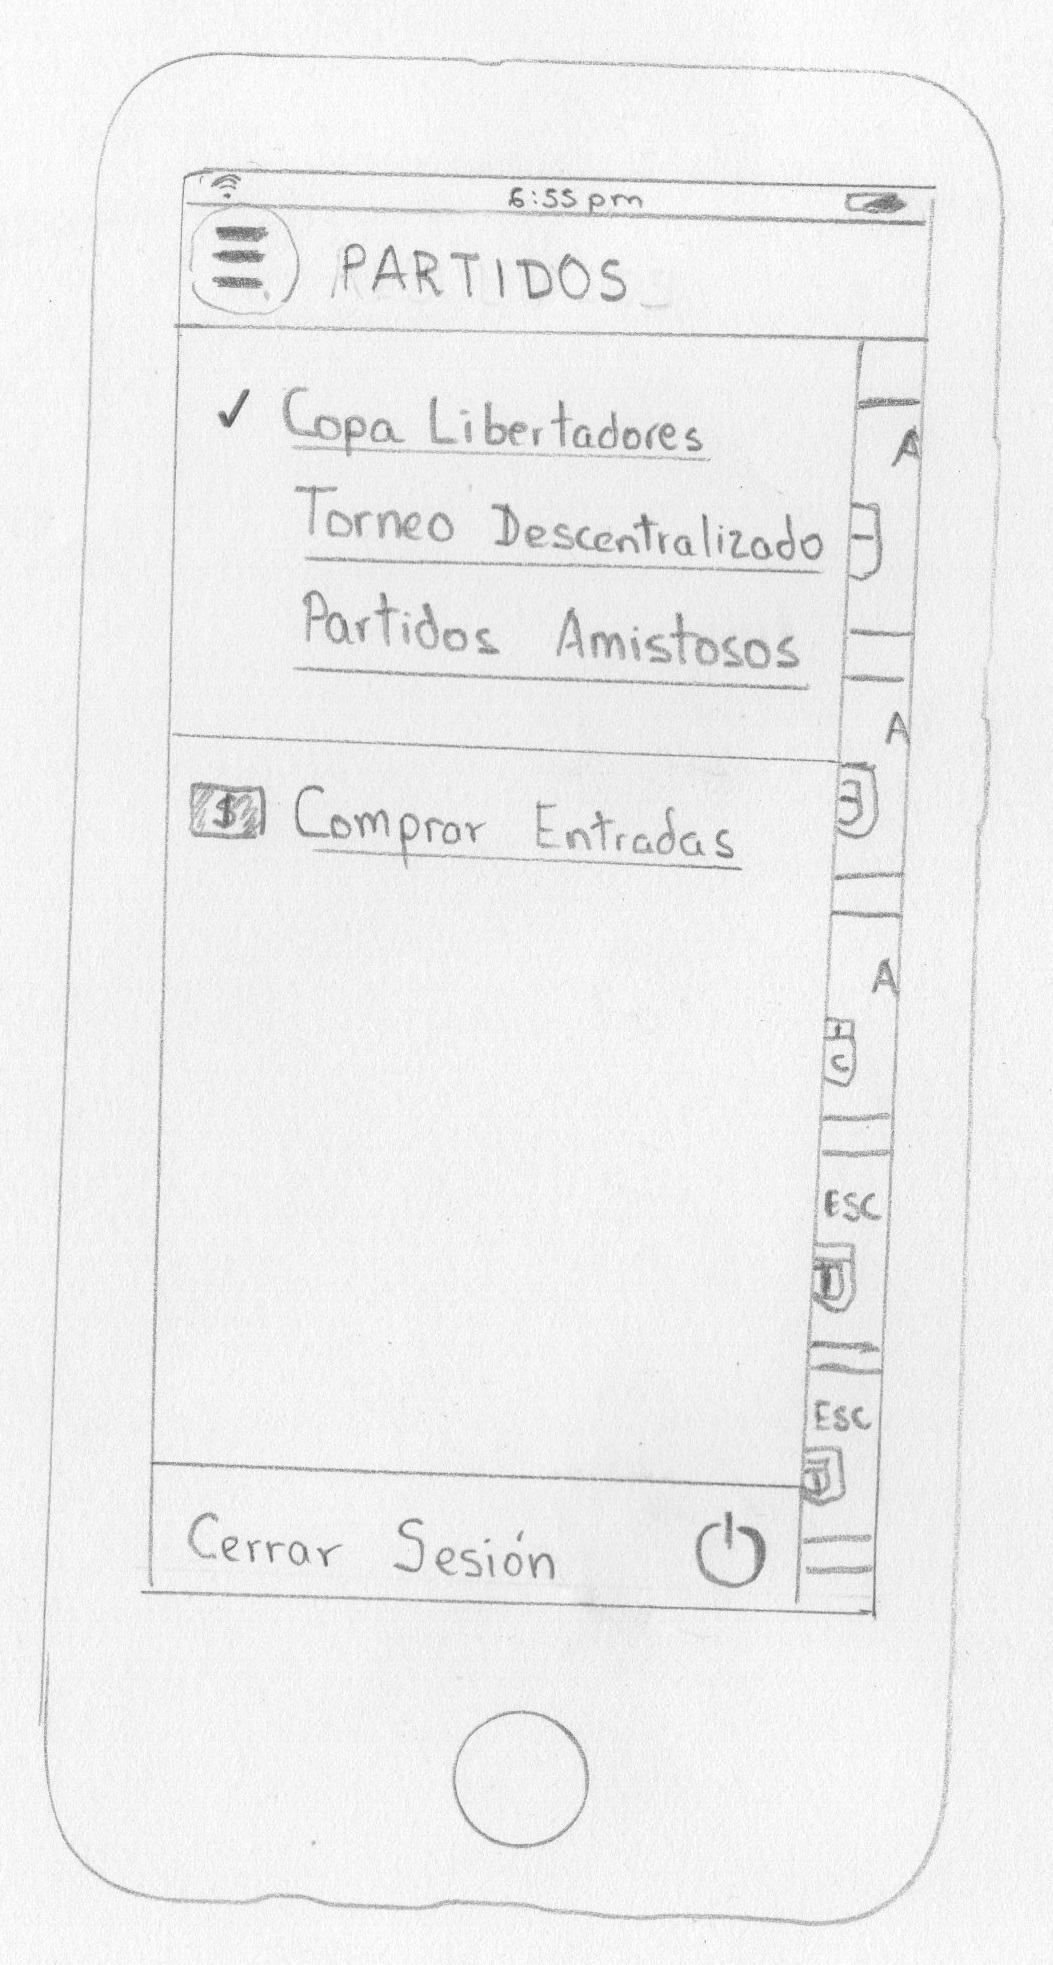 6:55 pm
PARTIDOS
✓ Copa Libertadores
Torneo Descentralizado
Partidos Amistosos
$ Comprar Entradas
Cerrar Sesión
A
A
A
C
ESC
ESC